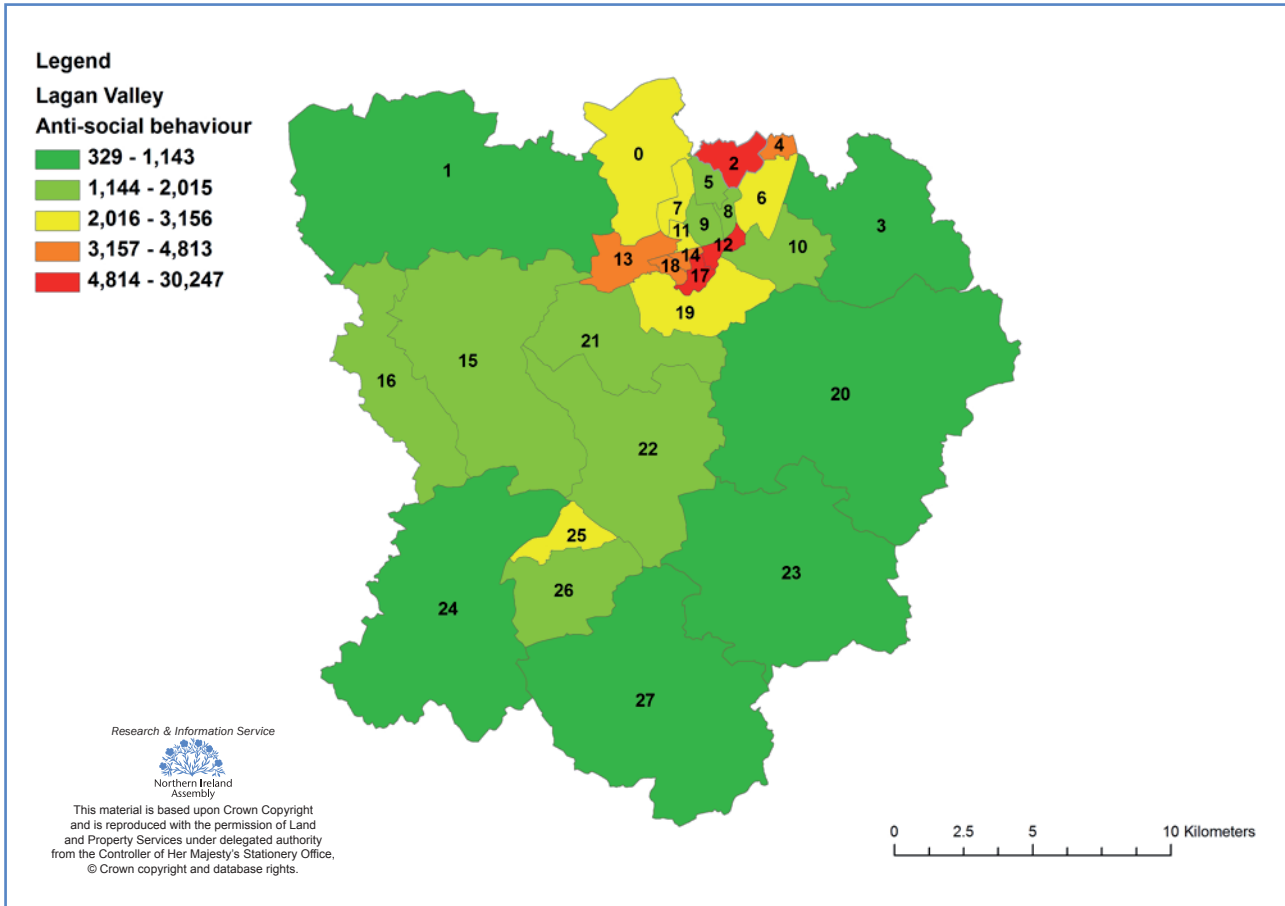 Legend
Lagan Valley
Anti-social behaviour
329 - 1,143
1,144 - 2,015
2,016 - 3,156
3,157 - 4,813
4,814 - 30,247
0
1
2
4
5
6
3
7
8
9
11
12
10
13
14
18
17
19
21
15
16
20
22
25
23
26
24
27
Research & Information Service
Northern Ireland
Assembly
This material is based upon Crown Copyright
and is reproduced with the permission of Land
and Property Services under delegated authority
from the Controller of Her Majesty's Stationery Office,
© Crown copyright and database rights.
0 2.5 5 10 Kilometers